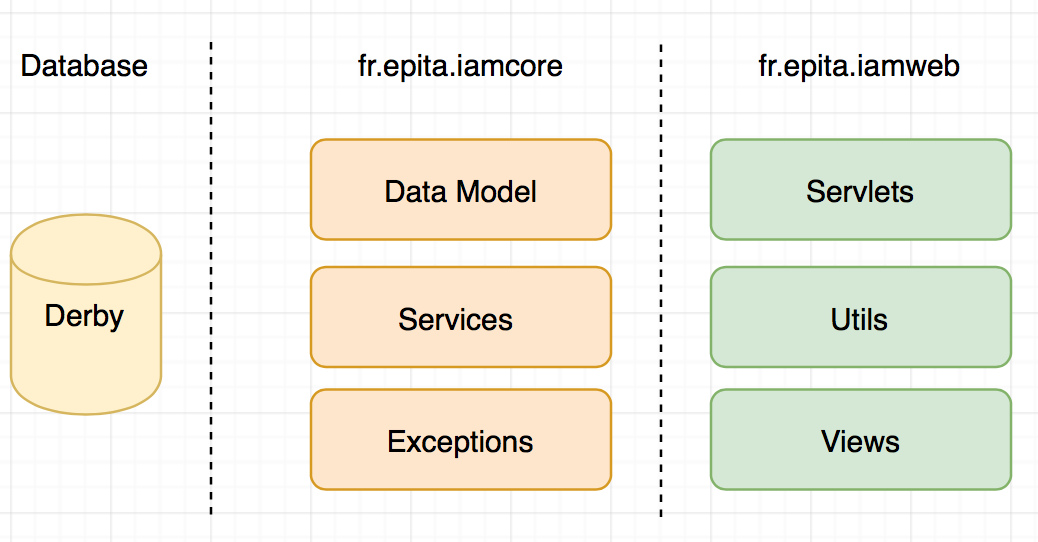 Database
fr.epita.iamcore
fr.epita.iamweb
Data Model
Servlets
Derby
Services
Utils
Exceptions
Views